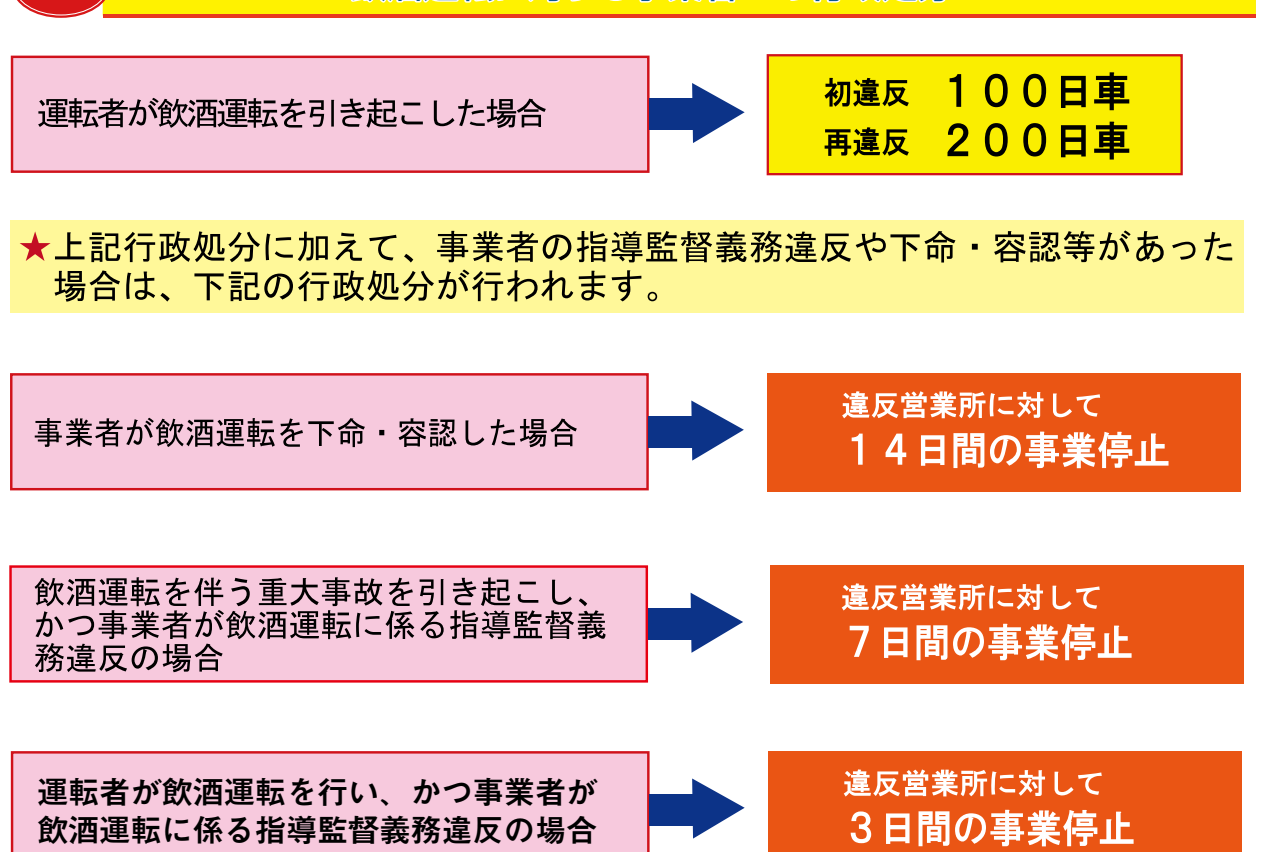 運転者が飲酒運転を引き起こした場合
初違反 １００日車
再違反 ２００日車
★上記行政処分に加えて、事業者の指導監督義務違反や下命・容認等があった
場合は、下記の行政処分が行われます。
事業者が飲酒運転を下命・容認した場合
違反営業所に対して
１４日間の事業停止
飲酒運転を伴う重大事故を引き起こし、
かつ事業者が飲酒運転に係る指導監督義
務違反の場合
違反営業所に対して
７日間の事業停止
運転者が飲酒運転を行い、かつ事業者が
飲酒運転に係る指導監督義務違反の場合
違反営業所に対して
３日間の事業停止